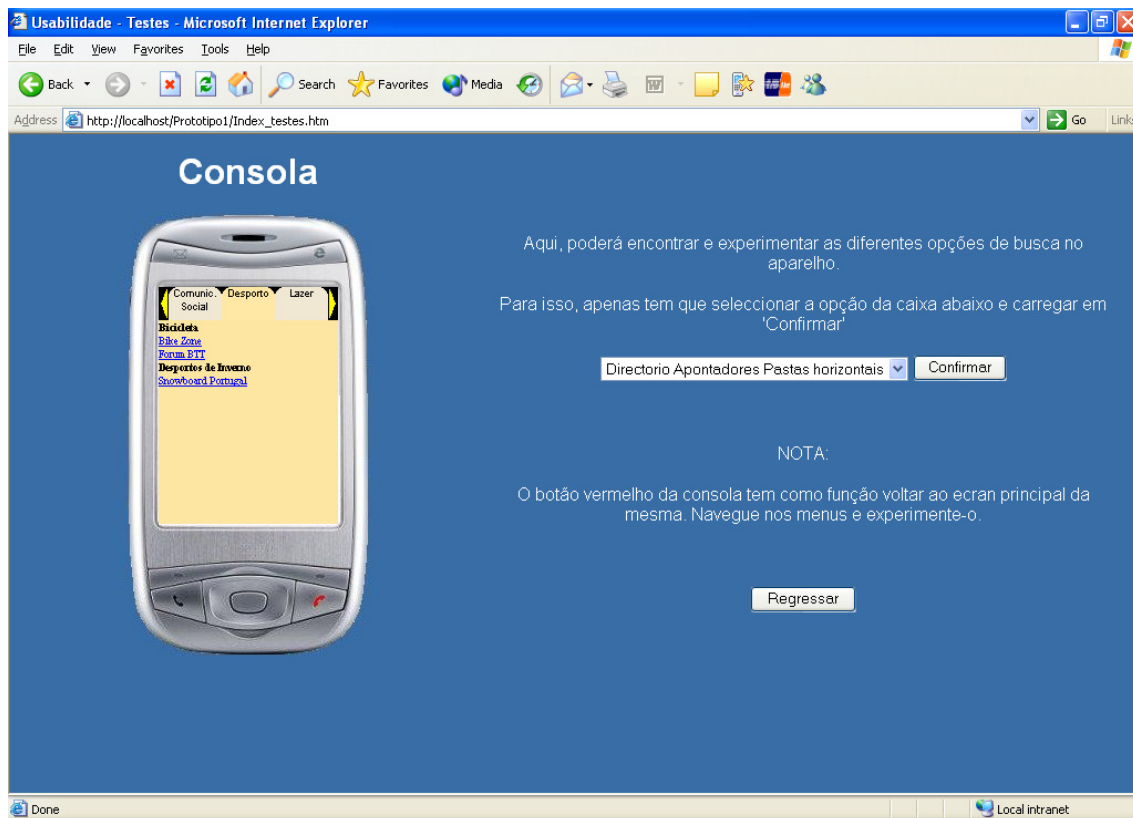 Usabilidade - Testes - Microsoft Internet Explorer
File Edit View Favorites Tools Help
Back Search Favorites Media
Address http://localhost/Prototipo1/Index_testes.htm Go Links
Consola
Comunic. Social Desporto Lazer
Bicicleta
Bike Zone
Forum BTT
Desportos de Inverno
Snowboard Portugal
Aqui, poderá encontrar e experimentar as diferentes opções de busca no
aparelho.
Para isso, apenas tem que seleccionar a opção da caixa abaixo e carregar em
'Confirmar'
Directorio Apontadores Pastas horizontais Confirmar
NOTA:
O botão vermelho da consola tem como função voltar ao ecran principal da
mesma. Navegue nos menus e experimente-o.
Regressar
Done Local intranet